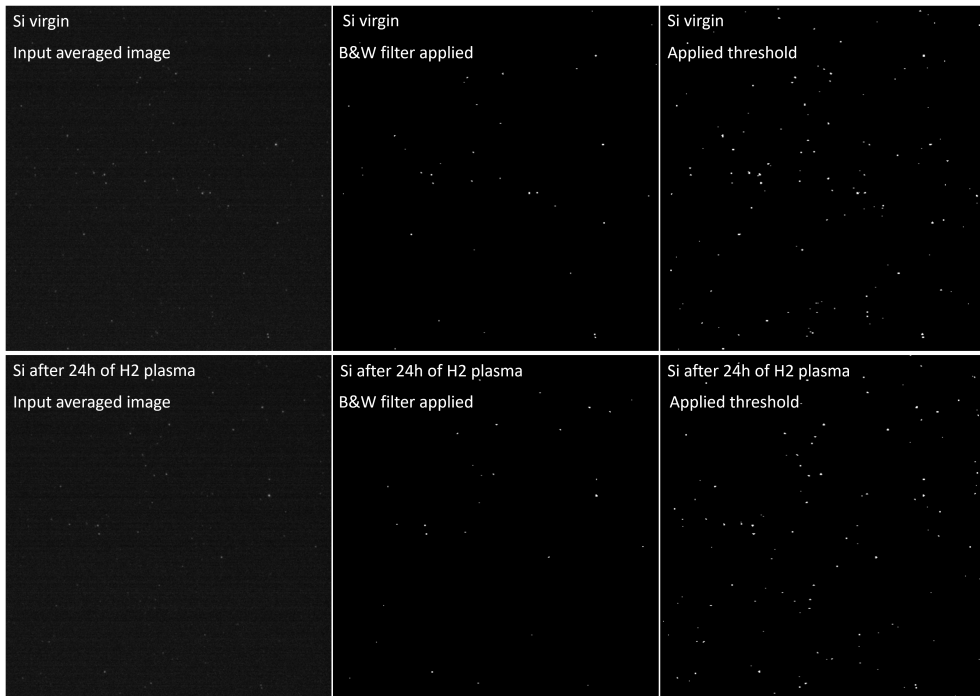 Si virgin
Input averaged image
Si virgin
B&W filter applied
Si virgin
Applied threshold
Si after 24h of H2 plasma
Input averaged image
Si after 24h of H2 plasma
B&W filter applied
Si after 24h of H2 plasma
Applied threshold